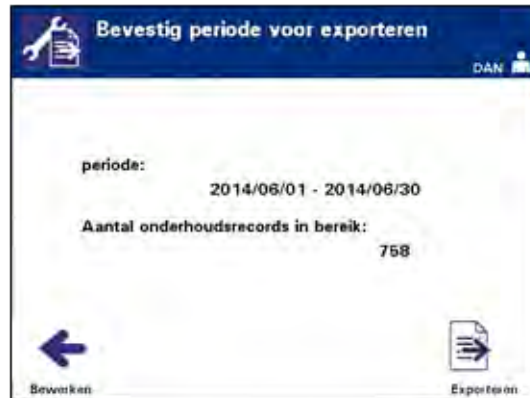 Bevestig periode voor exporteren
DAN
periode:
2014/06/01 - 2014/06/30
Aantal onderhoudsrecords in bereik:
758
Bewerken
Exporteren